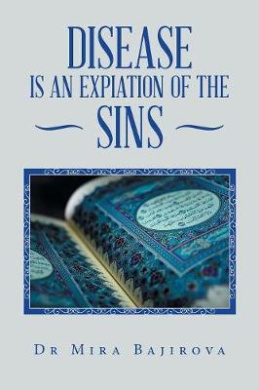 DISEASE
IS AN EXPIATION OF THE
SINS
DR MIRA BAJIROVA